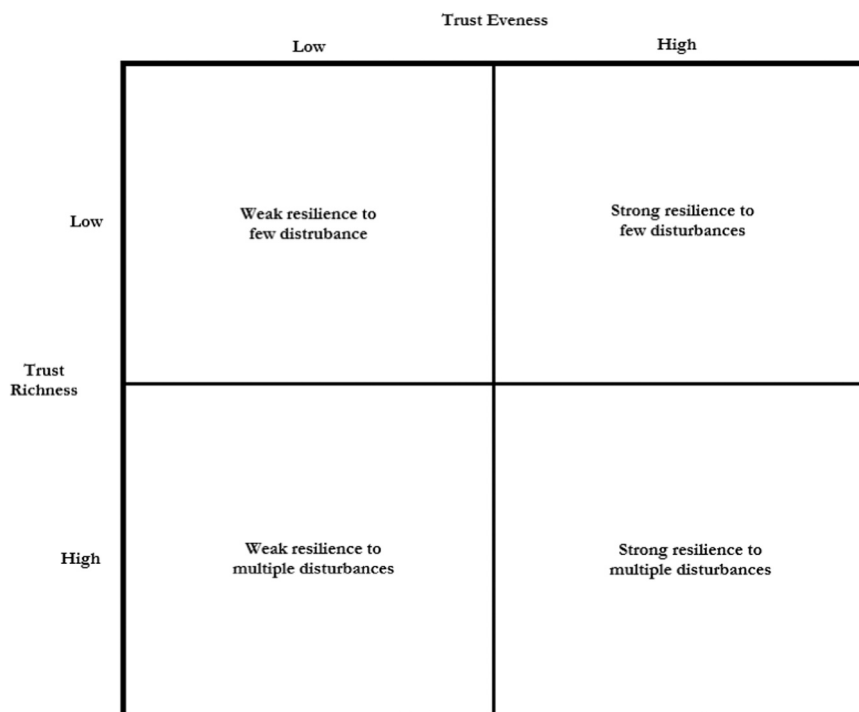 Trust Eveness
Low
High
Low
Weak resilience to
few distrubance
Strong resilience to
few disturbances
Trust
Richness
High
Weak resilience to
multiple disturbances
Strong resilience to
multiple disturbances